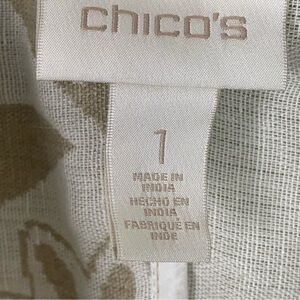 chico's
1
MADE IN
INDIA
HECHO EN
INDIA
FABRIQUÉ EN
INDE